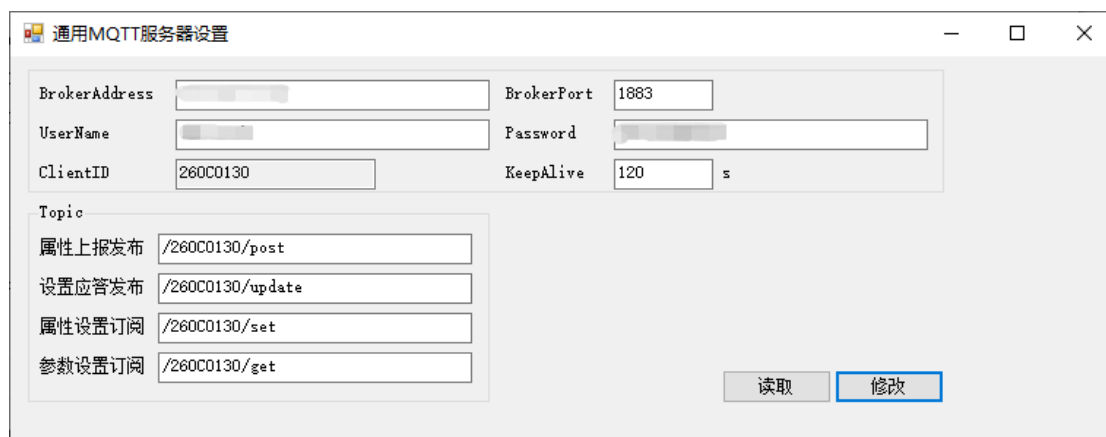 通用MQTT服务器设置
BrokerAddress BrokerPort 1883
UserName Password
ClientID 260C0130 KeepAlive 120 s
Topic
属性上报发布 /260C0130/post
设置应答发布 /260C0130/update
属性设置订阅 /260C0130/set
参数设置订阅 /260C0130/get
读取 修改